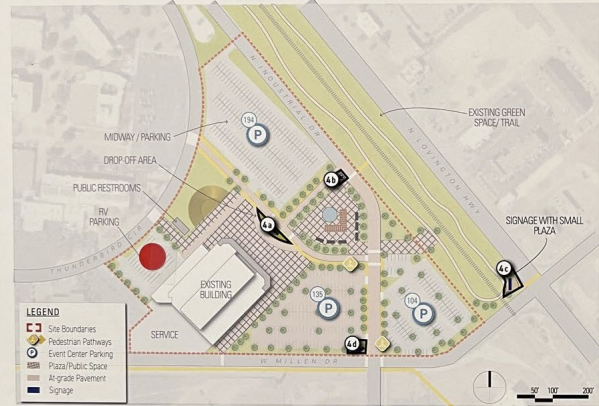 N INDUSTRIAL DR
194
P
EXISTING GREEN
SPACE/TRAIL
MIDWAY / PARKING
N LOVINGTON HWY
DROP-OFF AREA
4b
PUBLIC RESTROOMS
RV
PARKING
4a
SIGNAGE WITH SMALL
PLAZA
THUNDERBIRD CIR
4c
EXISTING
BUILDING
135
P
104
P
LEGEND
Site Boundaries
Pedestrian Pathways
P
Event Center Parking
Plaza/Public Space
At-grade Pavement
Signage
SERVICE
4d
W MILLEN DR
50'
100'
200'